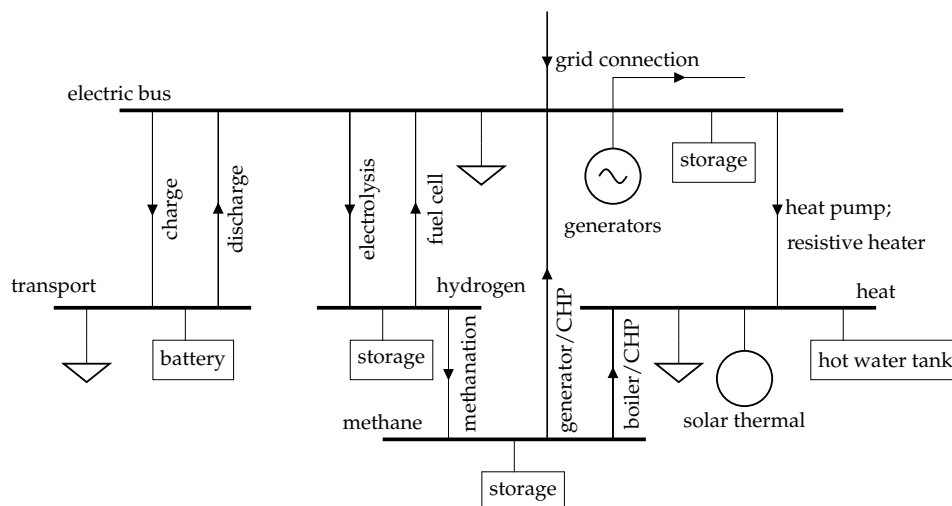 grid connection
electric bus
storage
generators
charge
discharge
electrolysis
fuel cell
heat pump;
resistive heater
transport
hydrogen
heat
battery
storage
methanation
generator/CHP
boiler/CHP
hot water tank
solar thermal
methane
storage